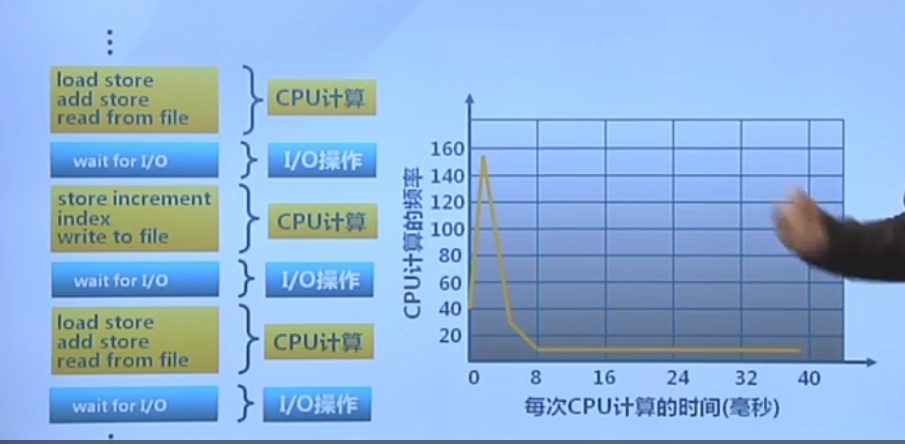 load store
add store
read from file
CPU计算
wait for I/O
I/O操作
store increment
index
write to file
CPU计算
wait for I/O
I/O操作
load store
add store
read from file
CPU计算
wait for I/O
I/O操作
CPU计算的频率
160
140
120
100
80
60
40
20
0 8 16 24 32 40
每次CPU计算的时间(毫秒)